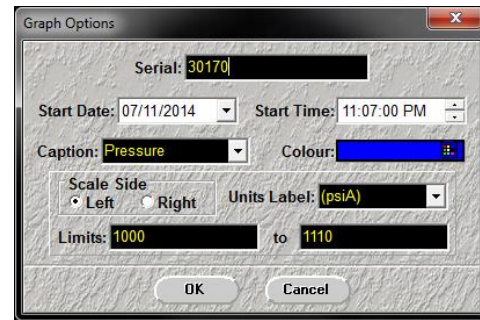 Graph Options
Serial: 30170
Start Date: 07/11/2014 Start Time: 11:07:00 PM
Caption: Pressure Colour:
Scale Side
Left Right Units Label: (psiA)
Limits: 1000 to 1110
OK Cancel